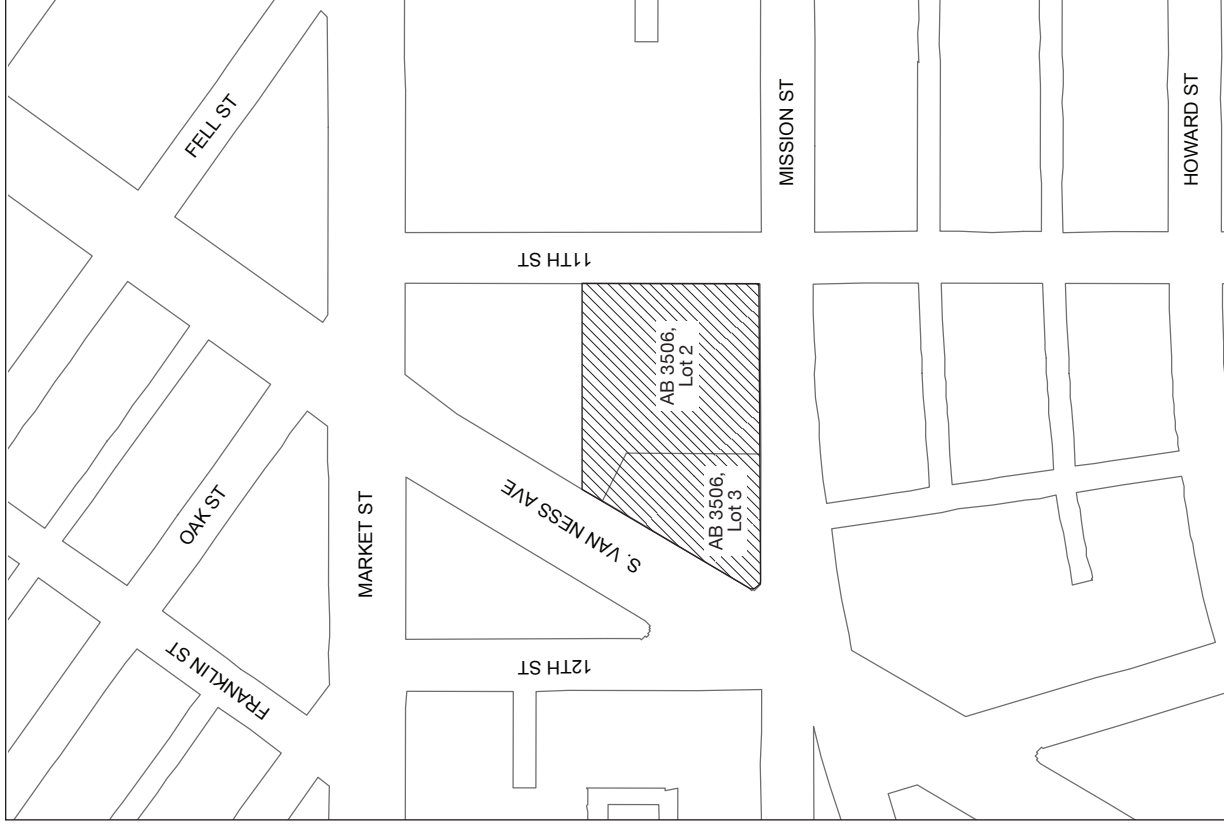 FELL ST
MISSION ST
HOWARD ST
11TH ST
AB 3506,
Lot 2
AB 3506,
Lot 3
S. VAN NESS AVE
OAK ST
MARKET ST
FRANKLIN ST
12TH ST